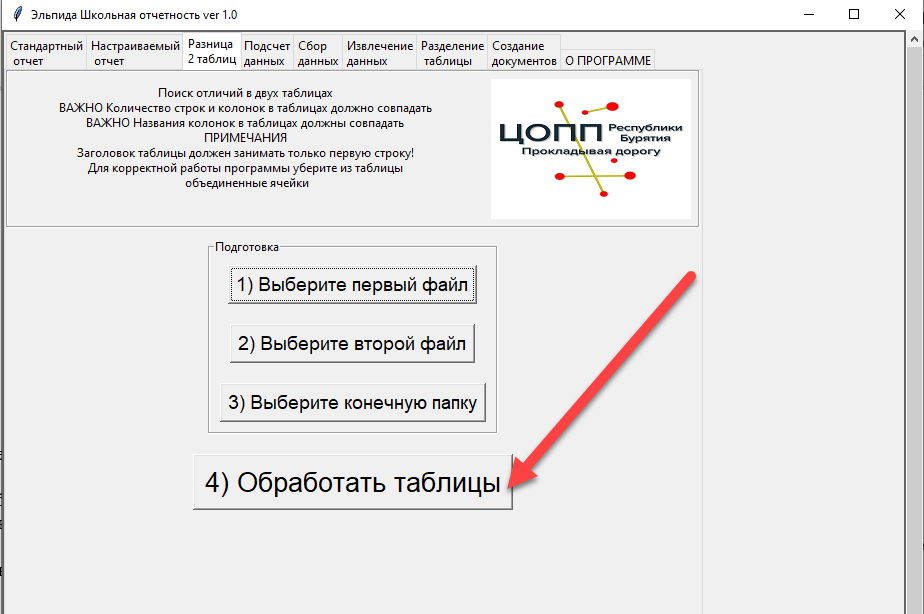 Эльпида Школьная отчетность ver 1.0
Стандартный отчет
Настраиваемый отчет
Разница 2 таблиц
Подсчет данных
Сбор данных
Извлечение данных
Разделение таблицы
Создание документов
О ПРОГРАММЕ
Поиск отличий в двух таблицах
ВАЖНО Количество строк и колонок в таблицах должно совпадать
ВАЖНО Названия колонок в таблицах должны совпадать
ПРИМЕЧАНИЯ
Заголовок таблицы должен занимать только первую строку!
Для корректной работы программы уберите из таблицы
объединенные ячейки
ЦОПП Республики Бурятия
Прокладывая дорогу
Подготовка
1) Выберите первый файл
2) Выберите второй файл
3) Выберите конечную папку
4) Обработать таблицы